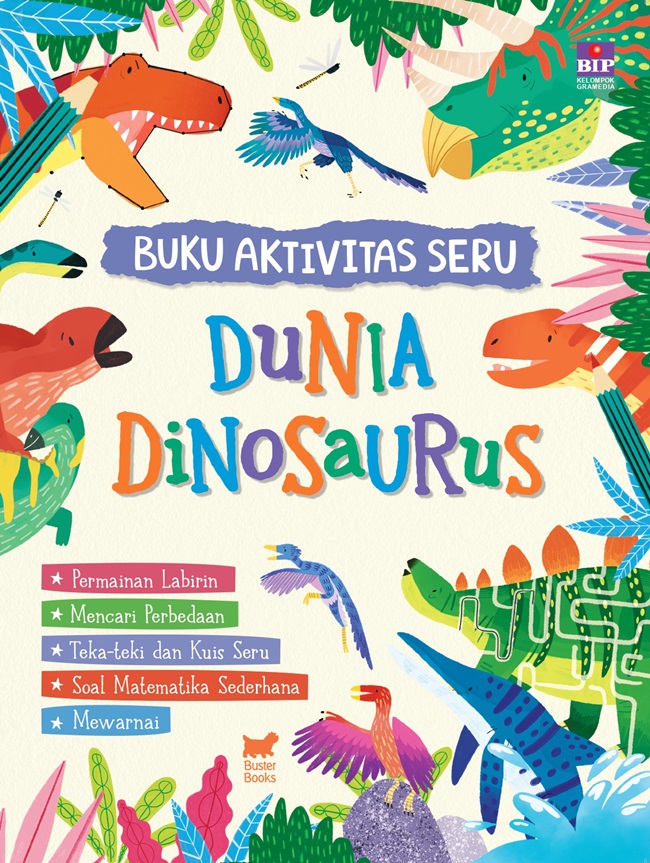 BIP
KELOMPOK
GRAMEDIA
BUKU AKTIVITAS SERU
DUNIA
DINOSAURUS
★ Permainan Labirin
★ Mencari Perbedaan
★ Teka-teki dan Kuis Seru
★ Soal Matematika Sederhana
★ Mewarnai
Buster
Books